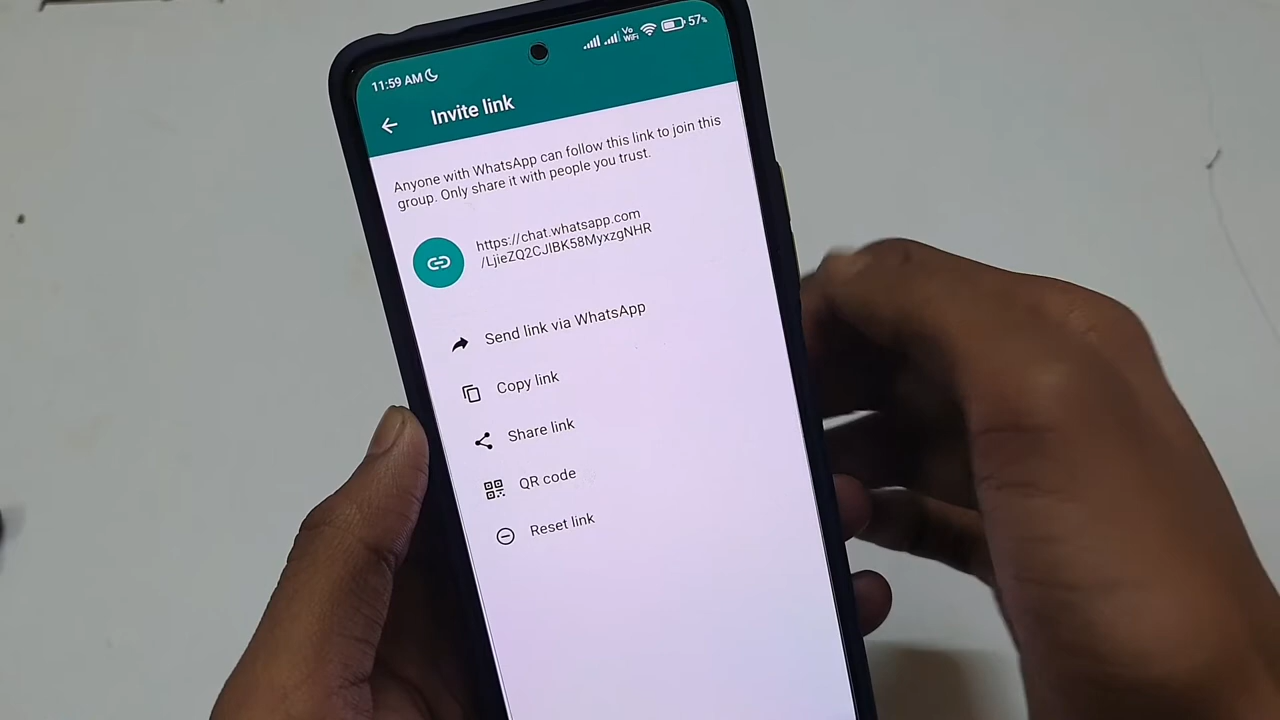 11:59 AM
Vo
WiFi
57%
Invite link
Anyone with WhatsApp can follow this link to join this
group. Only share it with people you trust.
https://chat.whatsapp.com
/LjieZQ2CJIBK58MyxzgNHR
Send link via WhatsApp
Copy link
Share link
QR code
Reset link